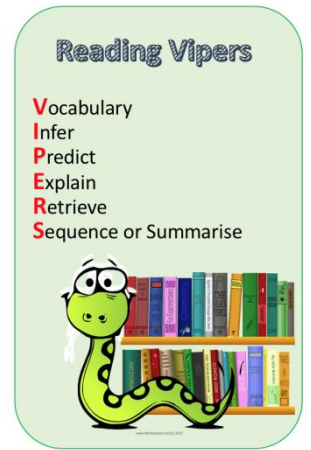 Reading Vipers
Vocabulary
Infer
Predict
Explain
Retrieve
Sequence or Summarise